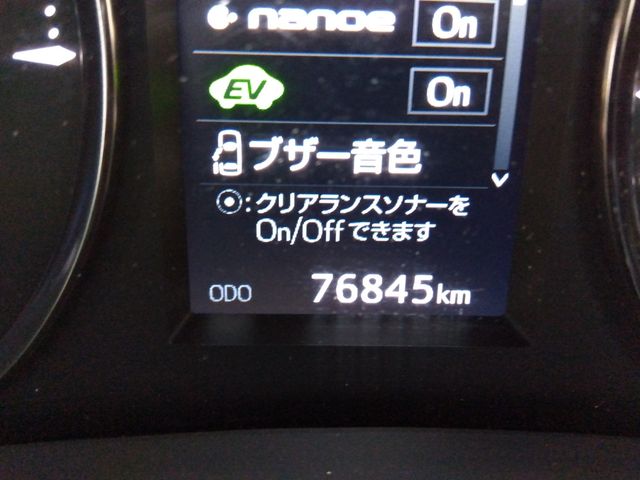 nanoe On
EV On
ブザー音色
⦿:クリアランスソナーを
On/Offできます
ODO 76845km